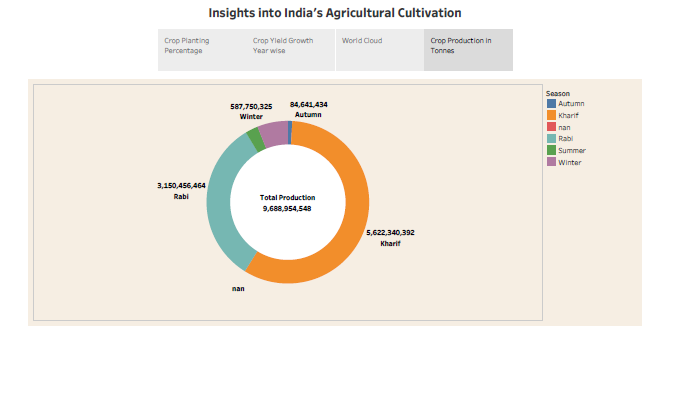 Insights into India's Agricultural Cultivation
Crop Planting
Percentage
Crop Yield Growth
Year wise
World Cloud
Crop Production in
Tonnes
587,750,325
Winter
84,641,434
Autumn
3,150,456,464
Rabi
Total Production
9,688,954,548
5,622,340,392
Kharif
nan
Season
Autumn
Kharif
nan
Rabi
Summer
Winter